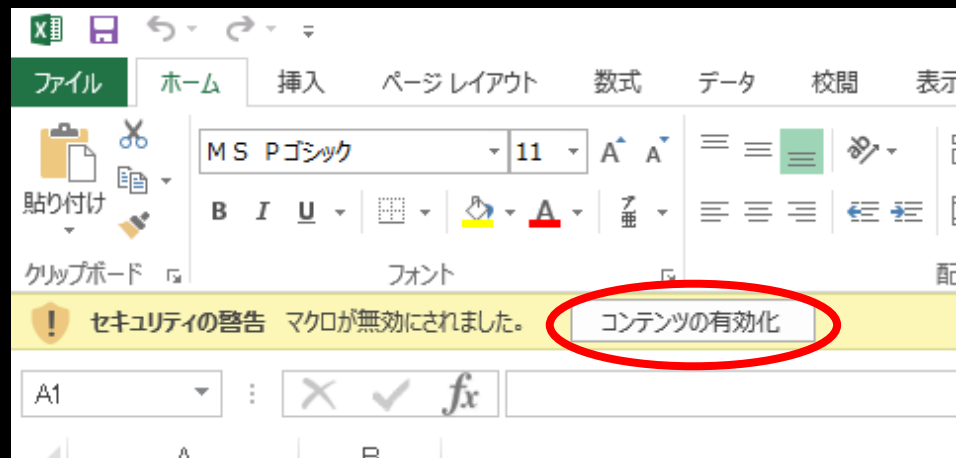 ファイル ホーム 挿入 ページ レイアウト 数式 データ 校閲 表示
ＭＳ Ｐゴシック 11 A A
貼り付け
B I U A ア亜
クリップボード フォント 配
セキュリティの警告 マクロが無効にされました。 コンテンツの有効化
A1 fx
A B